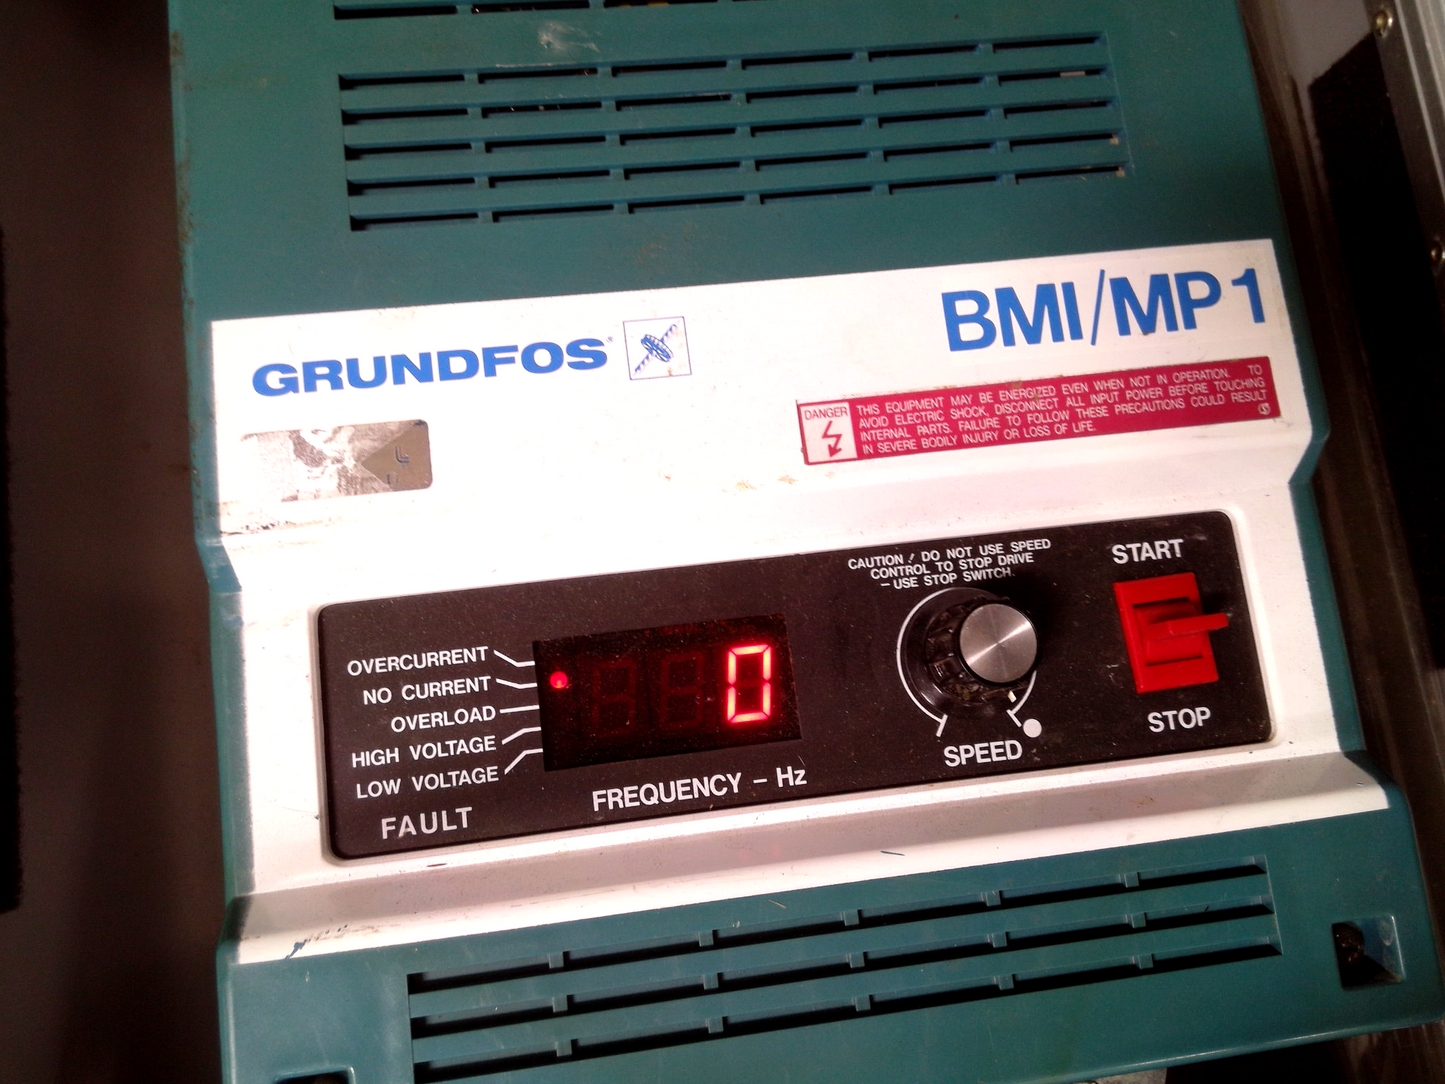 GRUNDFOS
BMI/MP1
DANGER
THIS EQUIPMENT MAY BE ENERGIZED EVEN WHEN NOT IN OPERATION. TO
AVOID ELECTRIC SHOCK, DISCONNECT ALL INPUT POWER BEFORE TOUCHING
INTERNAL PARTS. FAILURE TO FOLLOW THESE PRECAUTIONS COULD RESULT
IN SEVERE BODILY INJURY OR LOSS OF LIFE.
CAUTION! DO NOT USE SPEED
CONTROL TO STOP DRIVE
– USE STOP SWITCH.
START
STOP
SPEED
OVERCURRENT
NO CURRENT
OVERLOAD
HIGH VOLTAGE
LOW VOLTAGE
FAULT
0
FREQUENCY – Hz